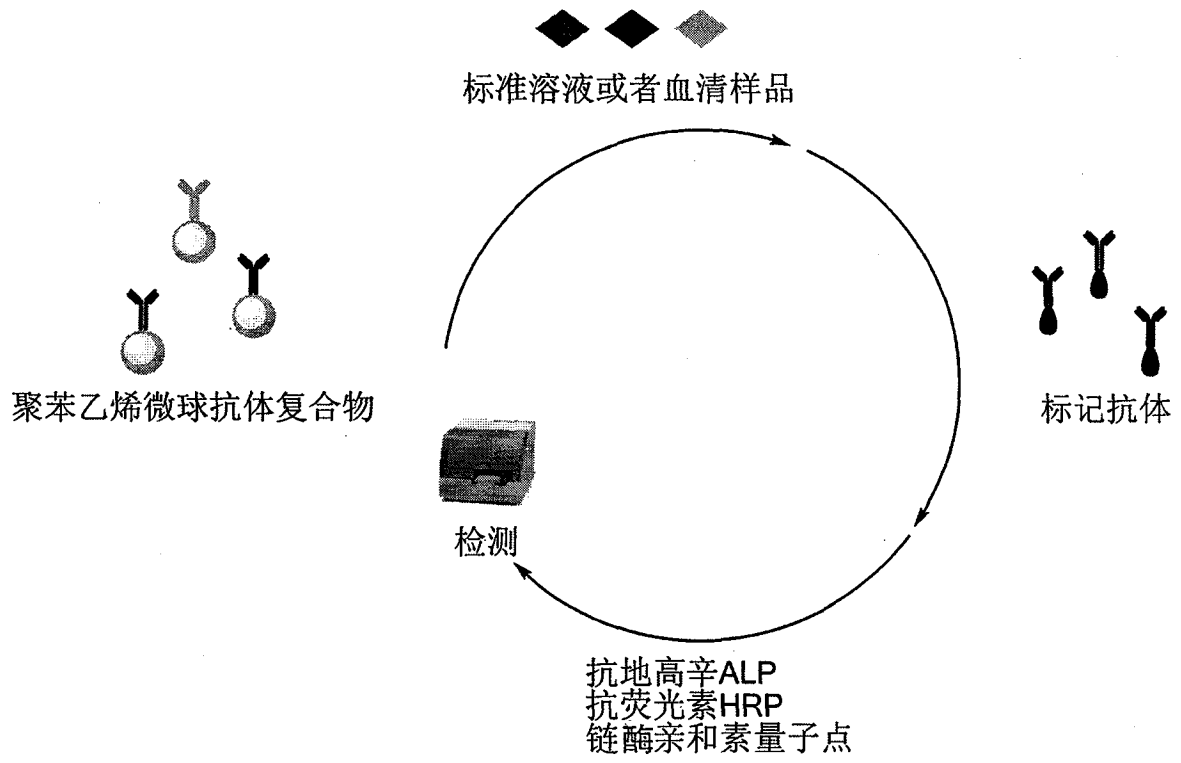 标准溶液或者血清样品
聚苯乙烯微球抗体复合物
标记抗体
检测
抗地高辛ALP
抗荧光素HRP
链酶亲和素量子点